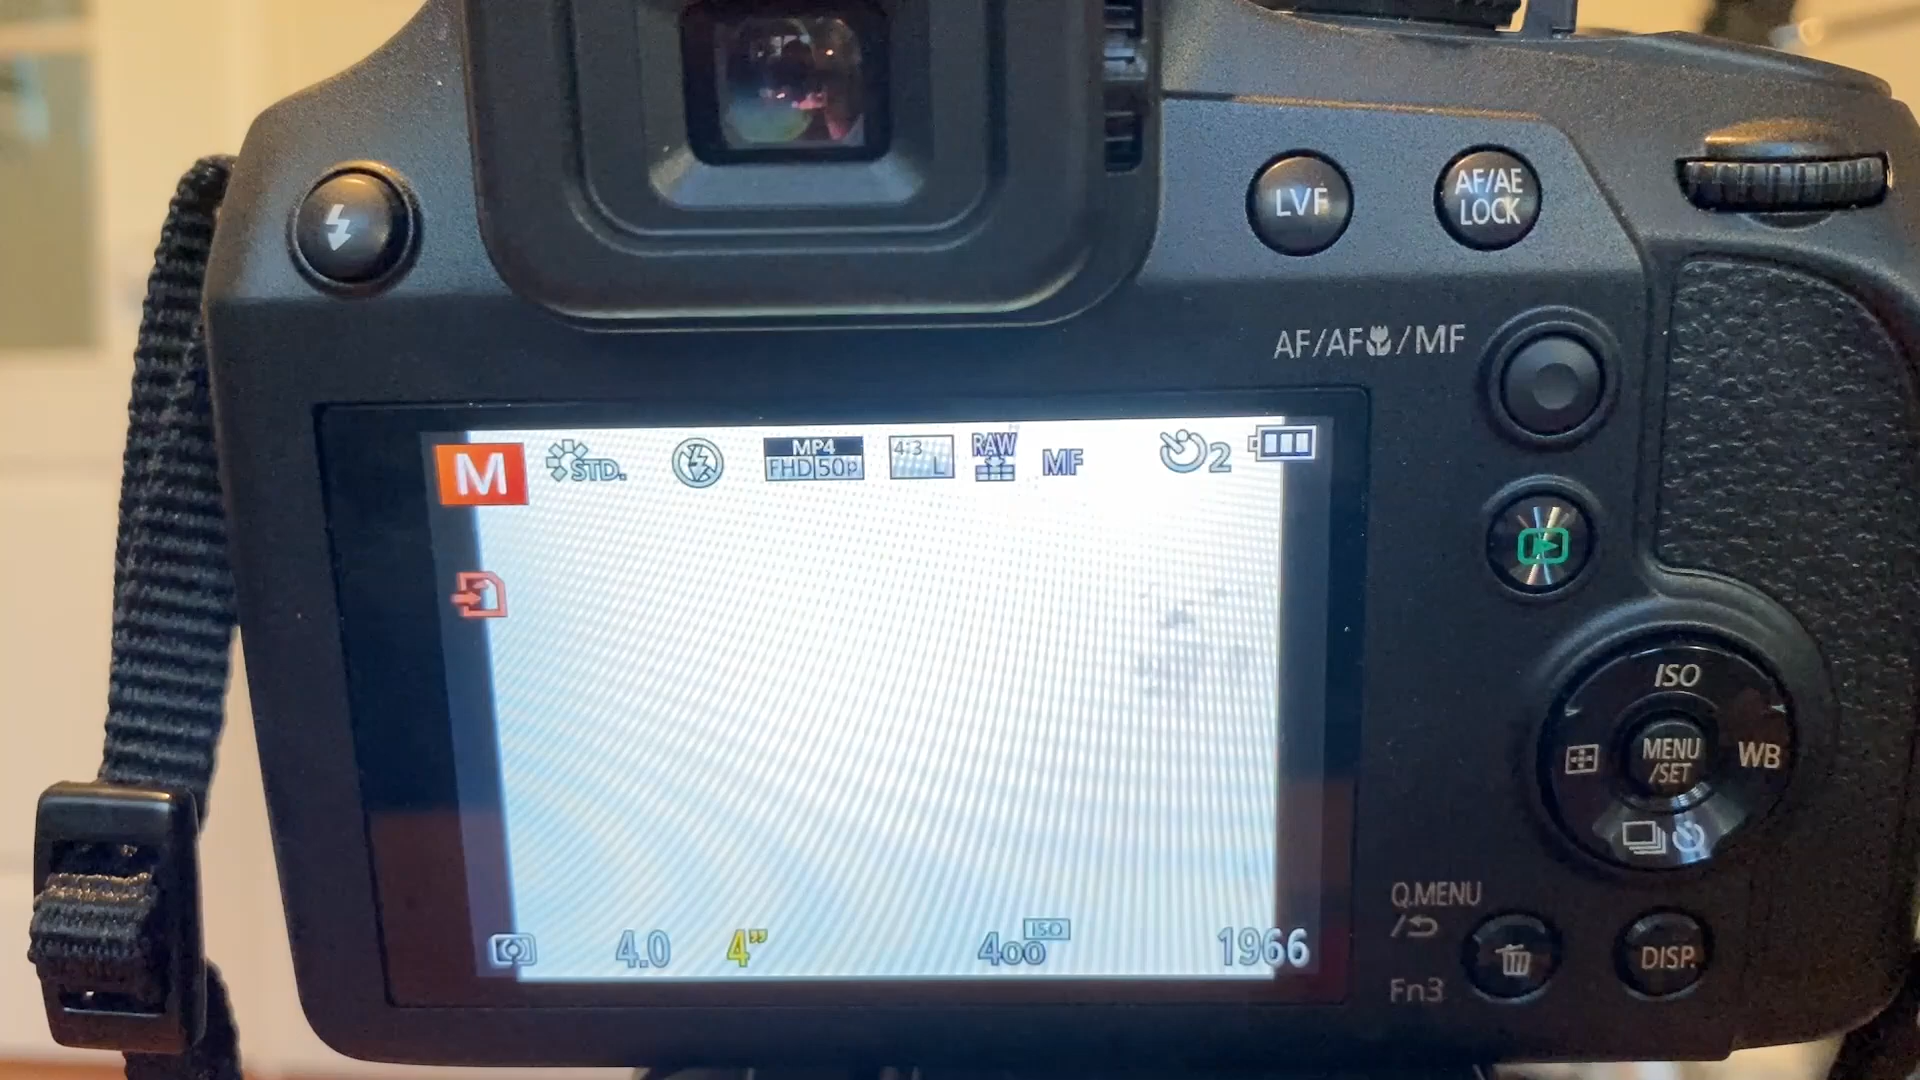 LVF
AF/AE
LOCK
AF/AF/MF
M
STD.
MP4
FHD 50p
4:3
L
RAW
MF
2
ISO
MENU
/SET
WB
4.0
4”
ISO
400
1966
Q.MENU
/
Fn3
DISP.